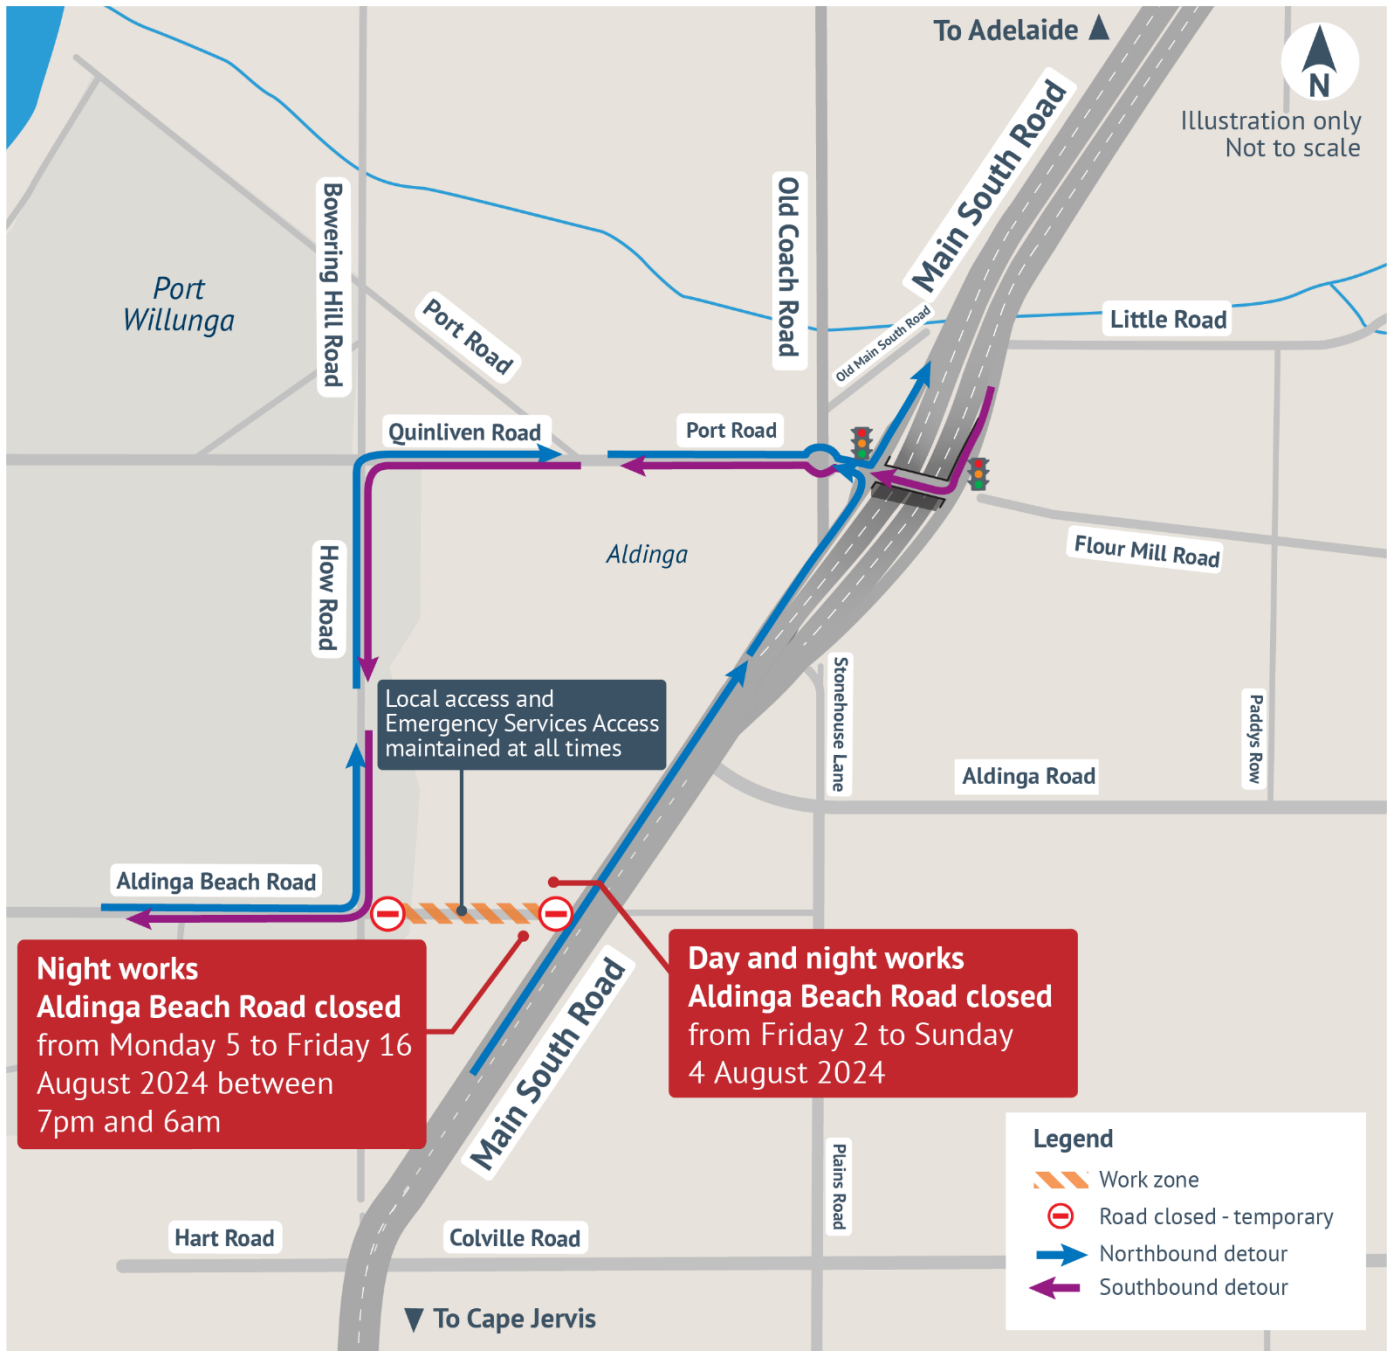 To Adelaide
N
Illustration only
Not to scale
Main South Road
Bowering Hill Road
Old Coach Road
Port
Willunga
Port Road
Old Main South Road
Little Road
Quinliven Road
Port Road
How Road
Aldinga
Flour Mill Road
Local access and
Emergency Services Access
maintained at all times
Stonehouse Lane
Paddys Row
Aldinga Road
Aldinga Beach Road
Night works
Aldinga Beach Road closed
from Monday 5 to Friday 16
August 2024 between
7pm and 6am
Main South Road
Day and night works
Aldinga Beach Road closed
from Friday 2 to Sunday
4 August 2024
Plains Road
Hart Road
Colville Road
To Cape Jervis
Legend
Work zone
Road closed - temporary
Northbound detour
Southbound detour